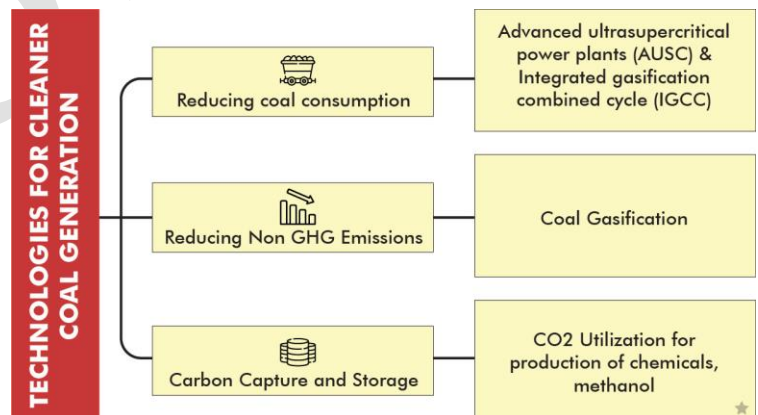 TECHNOLOGIES FOR CLEANER
COAL GENERATION
Reducing coal consumption
Advanced ultrasupercritical
power plants (AUSC) &
Integrated gasification
combined cycle (IGCC)
Reducing Non GHG Emissions
Coal Gasification
Carbon Capture and Storage
CO2 Utilization for
production of chemicals,
methanol